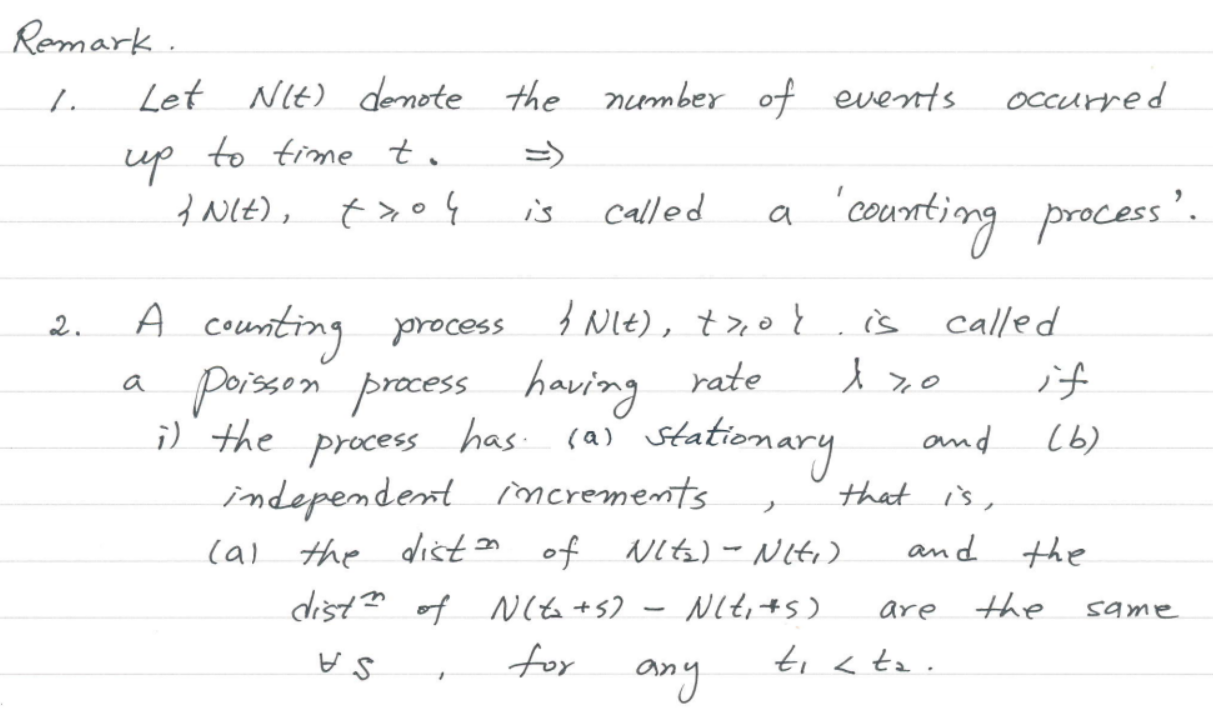 Remark.
1. Let N(t) denote the number of events occurred
up to time t. ⇒
{N(t), t ≥ 0} is called a 'counting process'.
2. A counting process {N(t), t ≥ 0}. is called
a Poisson process having rate λ ≥ 0 if
i) the process has (a) stationary and (b)
independent increments, that is,
(a) the distⁿ of N(t₂) - N(t₁) and the
distⁿ of N(t₂+s) - N(t₁+s) are the same
∀ s, for any t₁ < t₂.